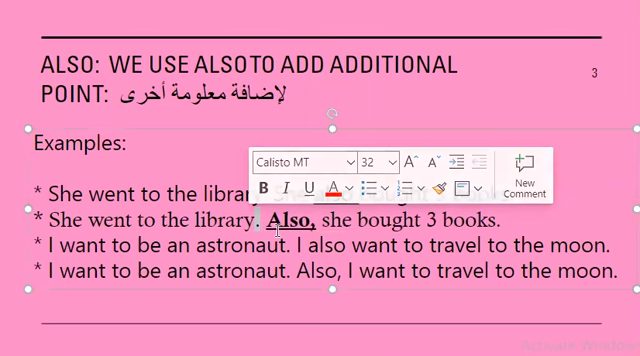 ALSO: WE USE ALSO TO ADD ADDITIONAL
3
POINT: لإضافة معلومة أخرى
Examples:
Calisto MT 32 A A
B I U A New Comment
* She went to the library
* She went to the library. Also, she bought 3 books.
* I want to be an astronaut. I also want to travel to the moon.
* I want to be an astronaut. Also, I want to travel to the moon.
Activate Windows